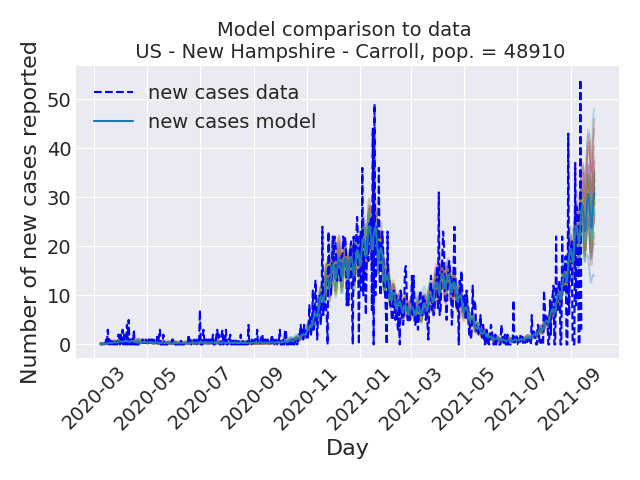 Model comparison to data
US - New Hampshire - Carroll, pop. = 48910
Number of new cases reported
50
40
30
20
10
0
new cases data
new cases model
2020-03
2020-05
2020-07
2020-09
2020-11
2021-01
2021-03
2021-05
2021-07
2021-09
Day